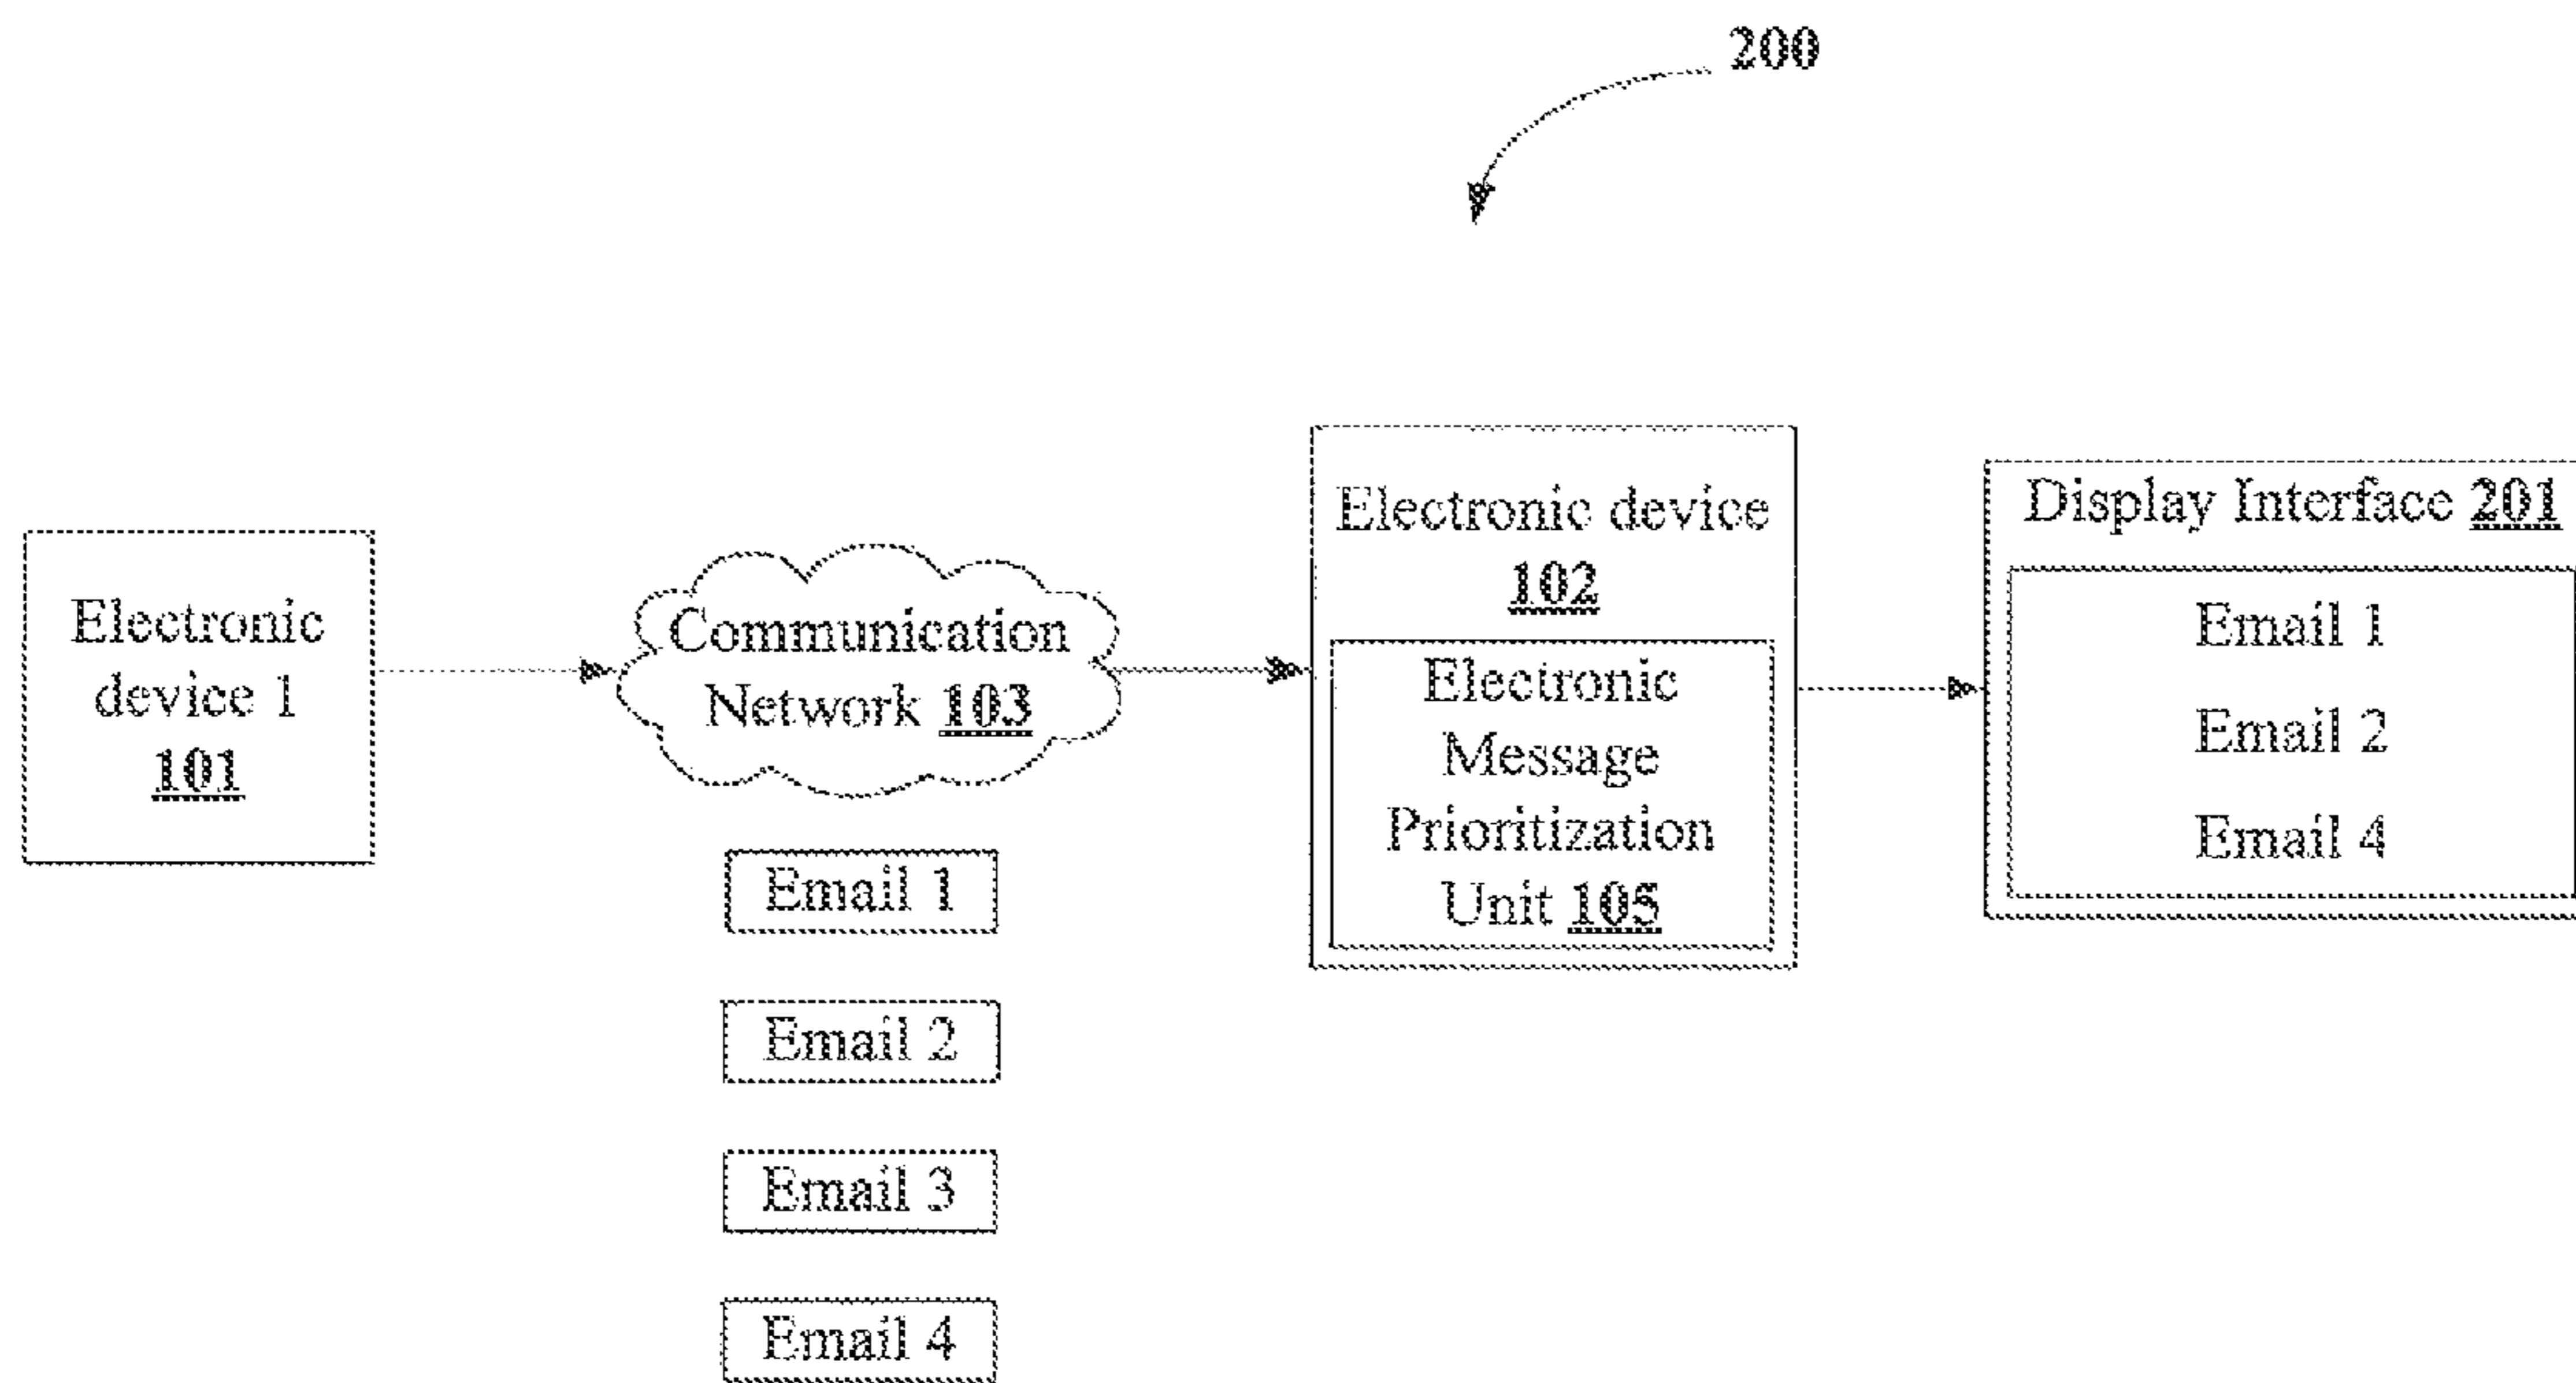 200
Electronic
device 1
101
Communication
Network 103
Email 1
Email 2
Email 3
Email 4
Electronic device
102
Electronic
Message
Prioritization
Unit 105
Display Interface 201
Email 1
Email 2
Email 4